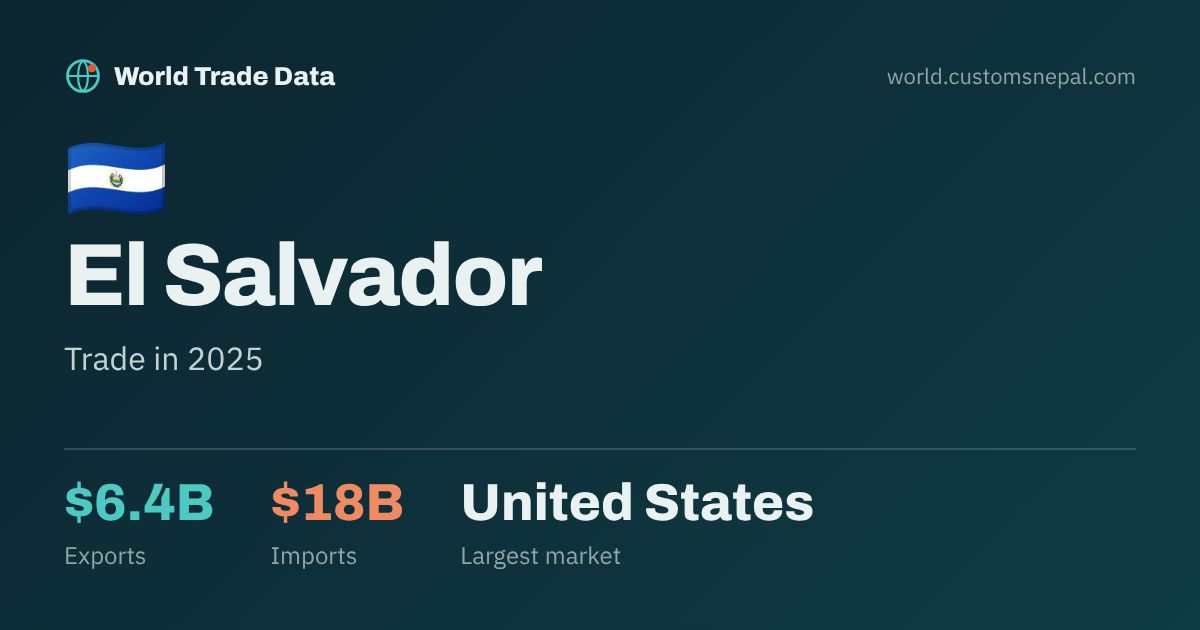 World Trade Data
world.customsnepal.com
El Salvador
Trade in 2025
$6.4B
Exports
$18B
Imports
United States
Largest market